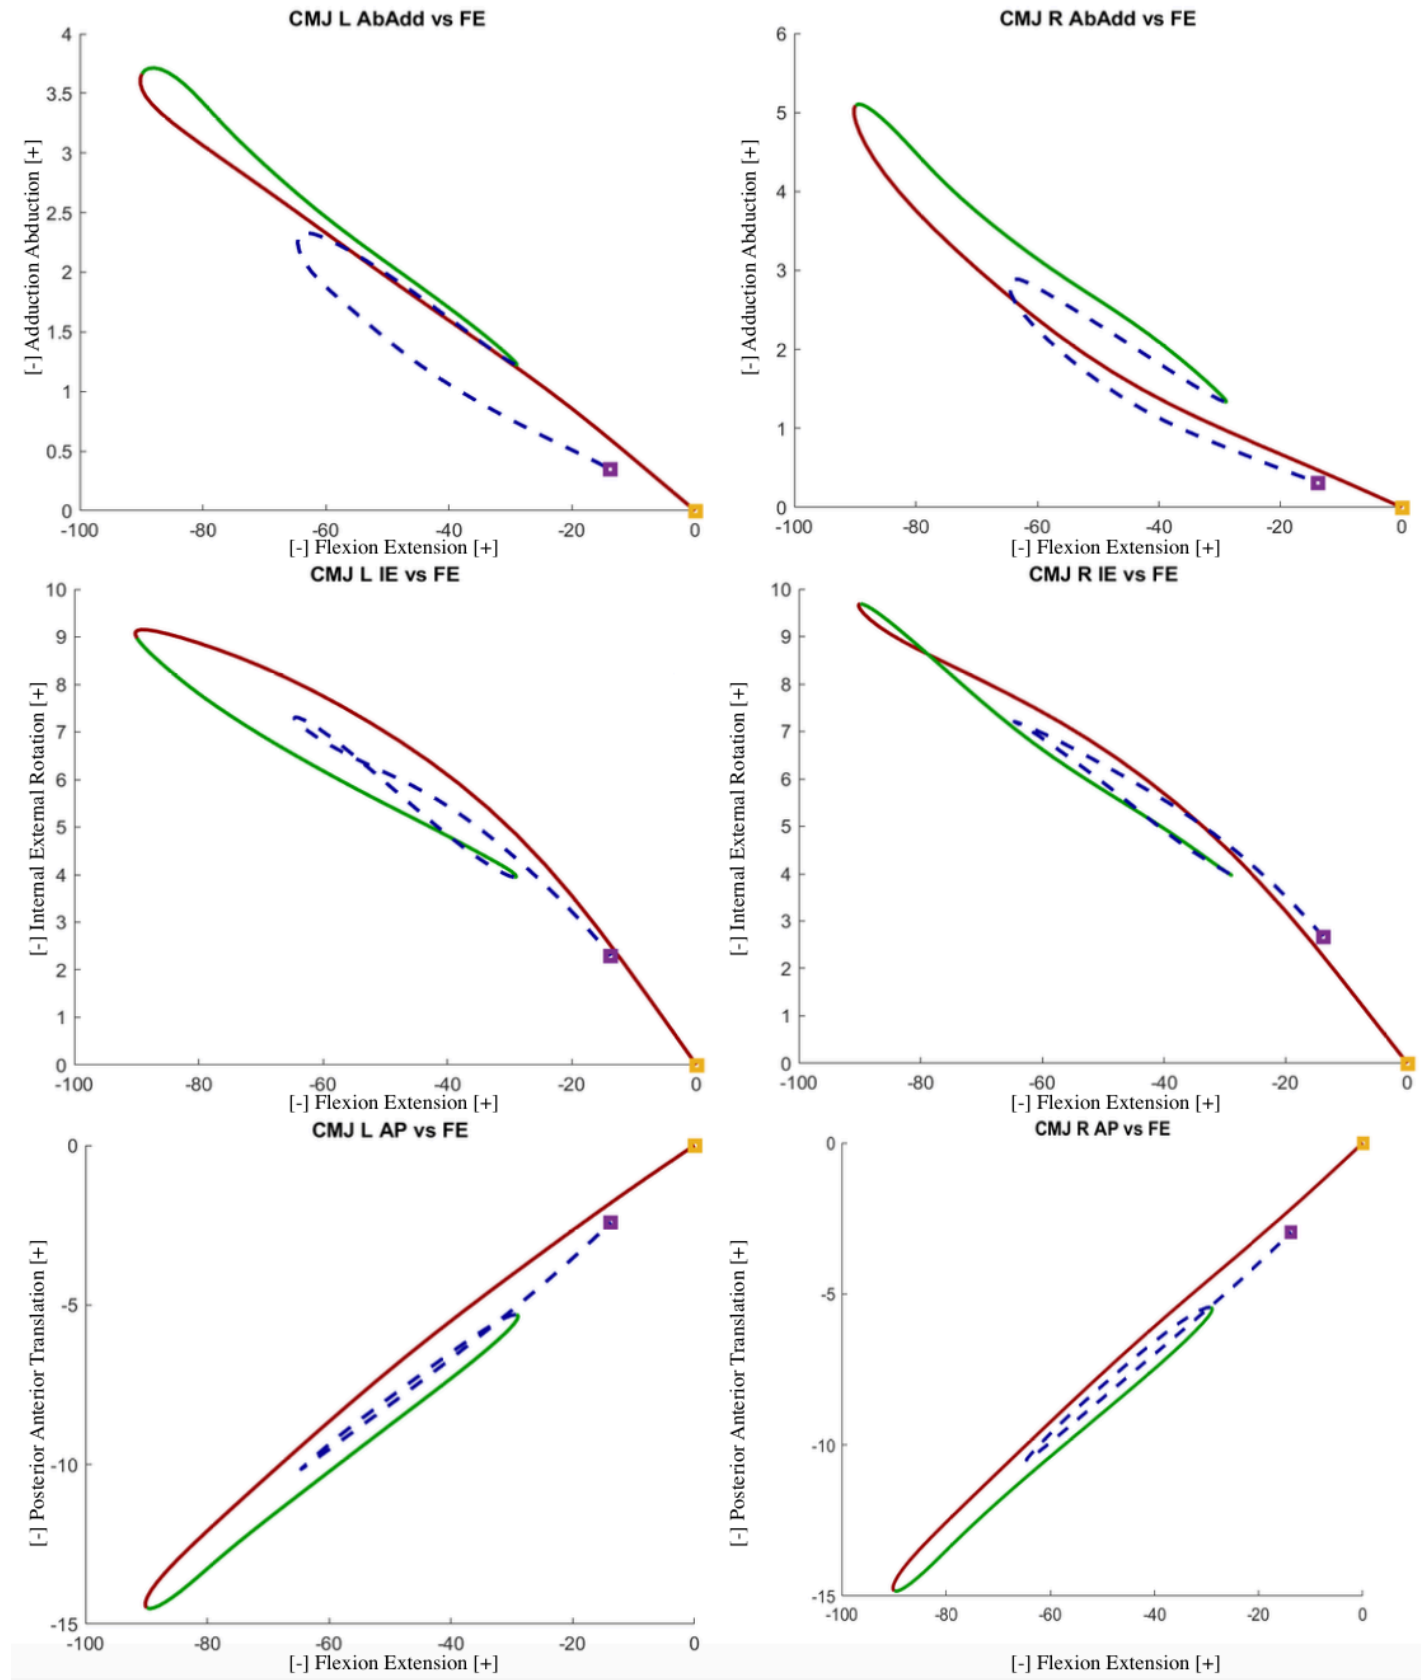 CMJ L AbAdd vs FE
4
3.5
3
2.5
2
1.5
1
0.5
0
[-] Adduction Abduction [+]
-100 -80 -60 -40 -20 0
[-] Flexion Extension [+]
CMJ R AbAdd vs FE
6
5
4
3
2
1
0
[-] Adduction Abduction [+]
-100 -80 -60 -40 -20 0
[-] Flexion Extension [+]
CMJ L IE vs FE
10
9
8
7
6
5
4
3
2
1
0
[-] Internal External Rotation [+]
-100 -80 -60 -40 -20 0
[-] Flexion Extension [+]
CMJ R IE vs FE
10
9
8
7
6
5
4
3
2
1
0
[-] Internal External Rotation [+]
-100 -80 -60 -40 -20 0
[-] Flexion Extension [+]
CMJ L AP vs FE
0
-5
-10
-15
[-] Posterior Anterior Translation [+]
-100 -80 -60 -40 -20 0
[-] Flexion Extension [+]
CMJ R AP vs FE
0
-5
-10
-15
[-] Posterior Anterior Translation [+]
-100 -80 -60 -40 -20 0
[-] Flexion Extension [+]